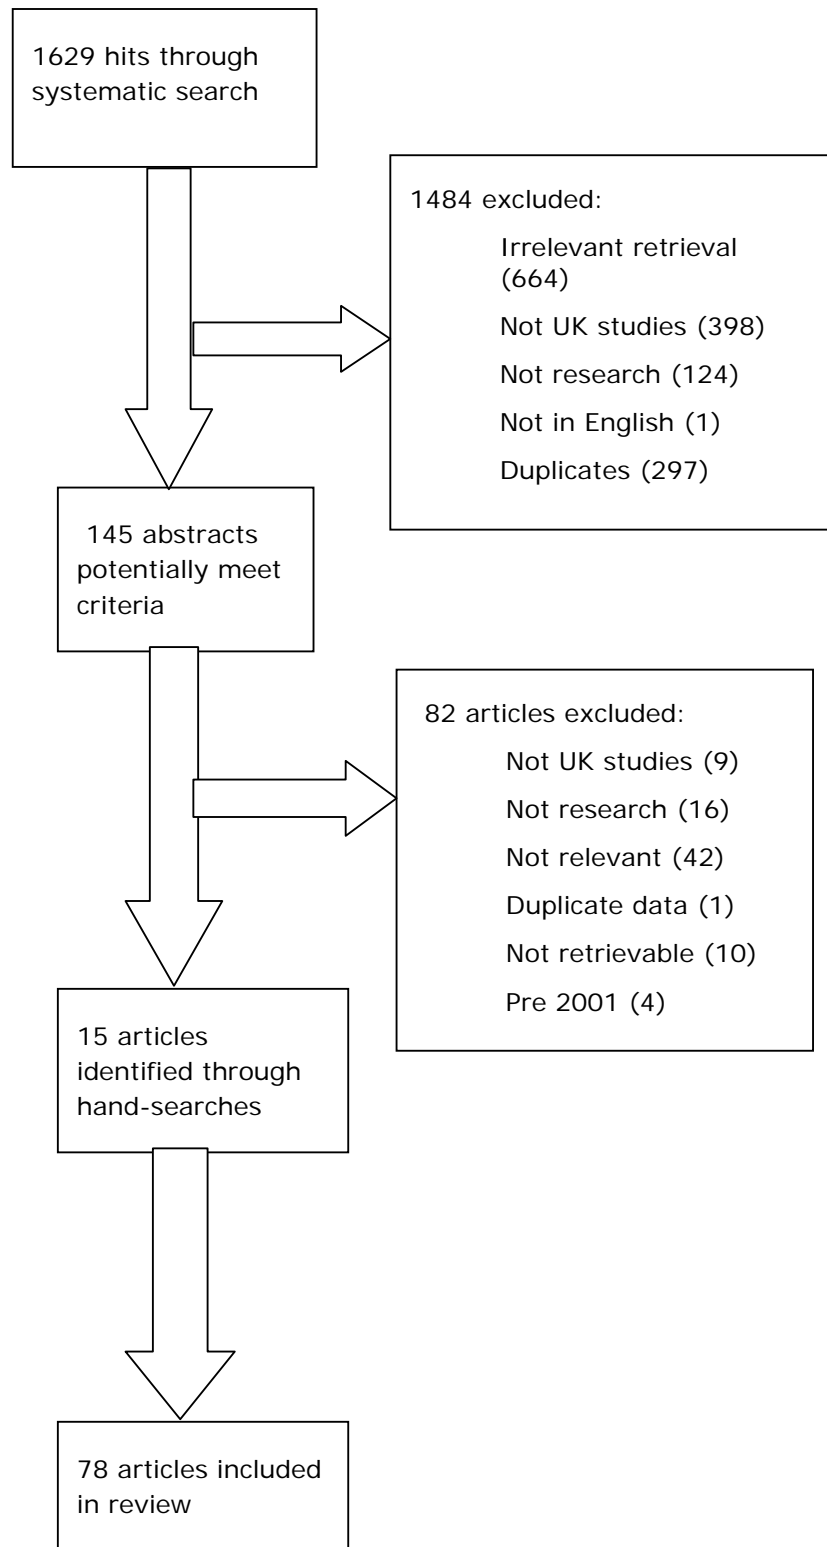 1629 hits through
systematic search
1484 excluded:
Irrelevant retrieval
(664)
Not UK studies (398)
Not research (124)
Not in English (1)
Duplicates (297)
145 abstracts
potentially meet
criteria
82 articles excluded:
Not UK studies (9)
Not research (16)
Not relevant (42)
Duplicate data (1)
Not retrievable (10)
Pre 2001 (4)
15 articles
identified through
hand-searches
78 articles included
in review